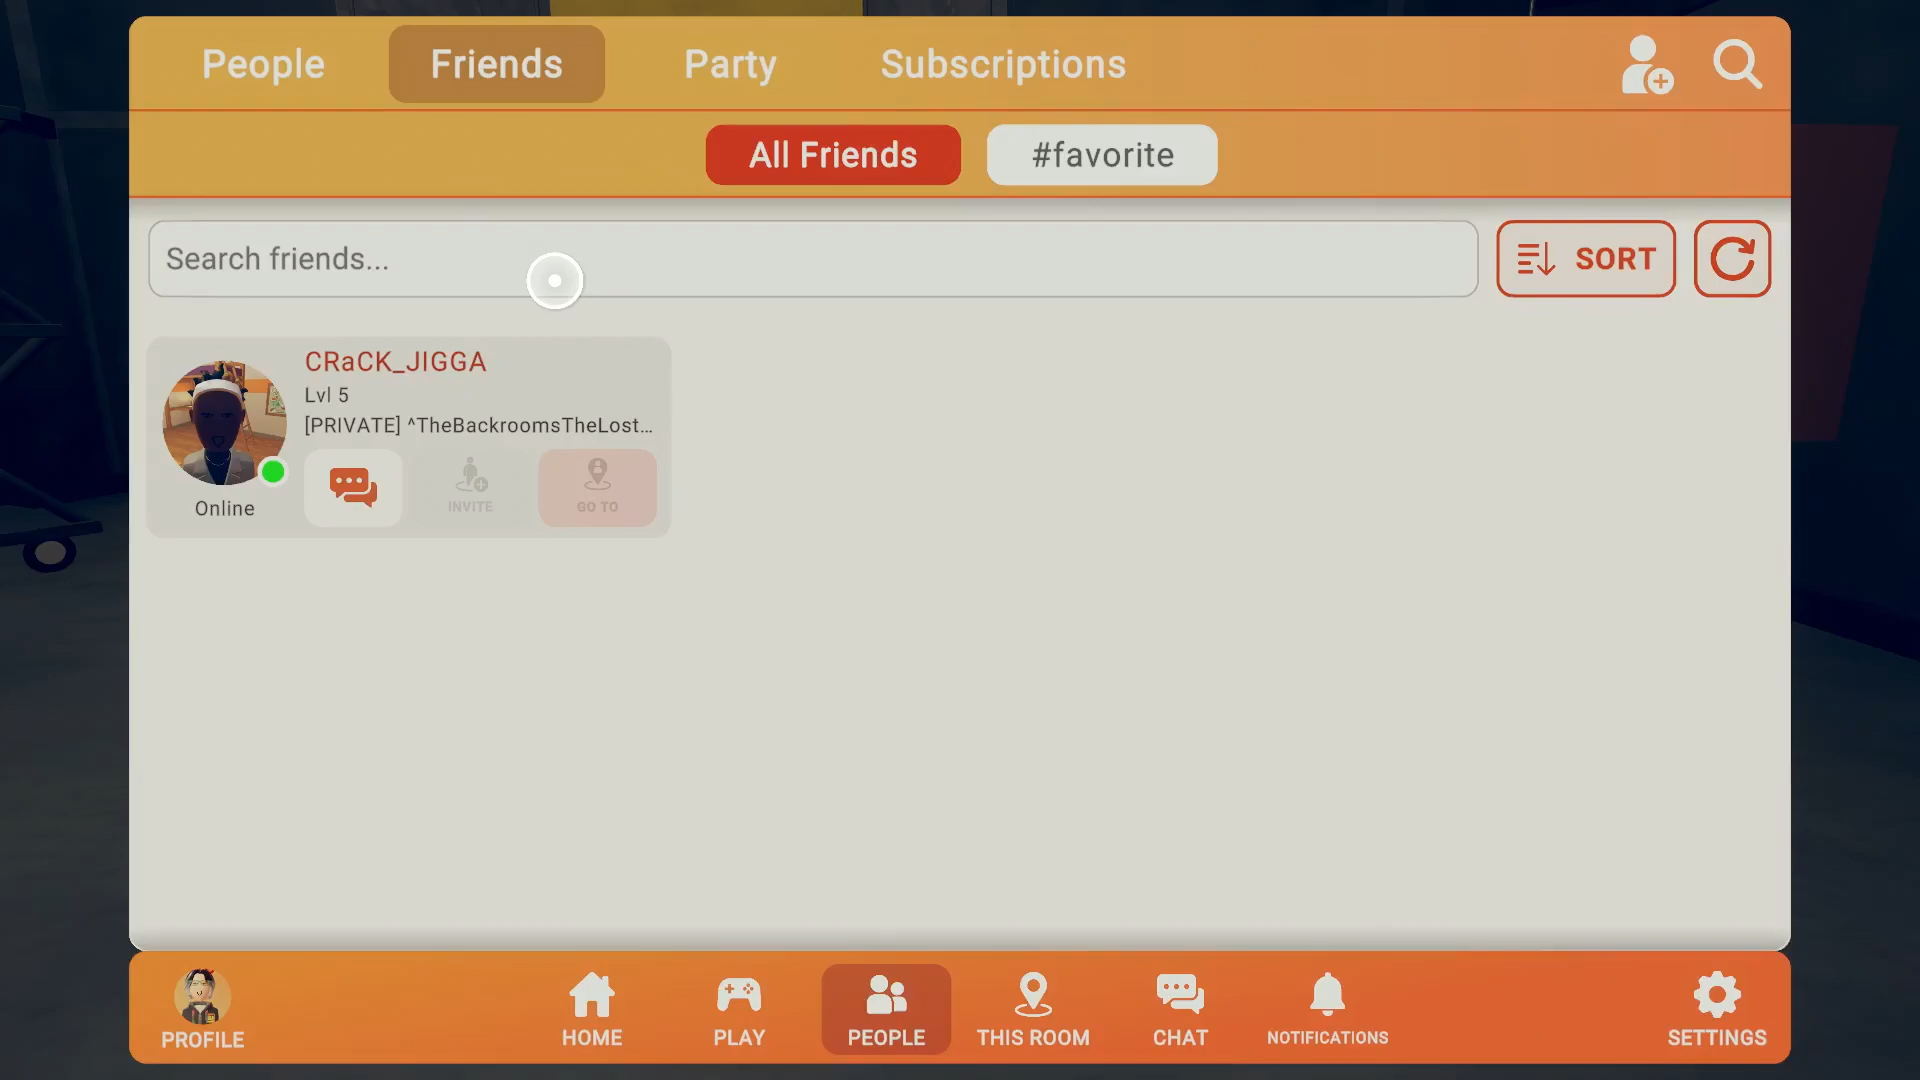 People Friends Party Subscriptions
All Friends #favorite
Search friends... SORT
CRaCK_JIGGA
Lvl 5
[PRIVATE] ^TheBackroomsTheLost...
Online INVITE GO TO
PROFILE HOME PLAY PEOPLE THIS ROOM CHAT NOTIFICATIONS SETTINGS